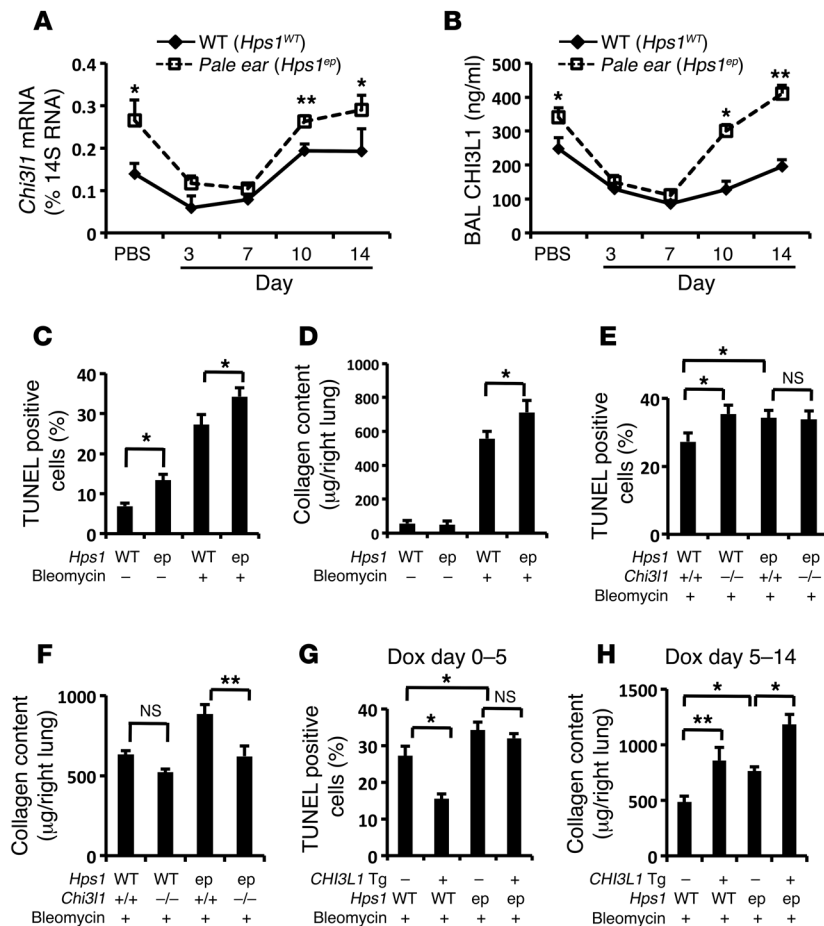 A
WT (Hps1WT)
Pale ear (Hps1ep)
Chi3l1 mRNA
(% 14S RNA)
0.4
0.3
0.2
0.1
0
* ** *
PBS 3 7 10 14
Day
B
WT (Hps1WT)
Pale ear (Hps1ep)
BAL CHI3L1 (ng/ml)
500
400
300
200
100
0
* * **
PBS 3 7 10 14
Day
C
TUNEL positive
cells (%)
40
30
20
10
0
* *
Hps1 WT ep WT ep
Bleomycin – – + +
D
Collagen content
(μg/right lung)
1000
800
600
400
200
0
*
WT ep WT ep
Bleomycin – – + +
E
TUNEL positive
cells (%)
40
20
0
* * NS
Hps1 WT WT ep ep
Chi3l1 +/+ –/– +/+ –/–
Bleomycin + + + +
F
Collagen content
(μg/right lung)
1000
500
0
NS **
Hps1 WT WT ep ep
Chi3l1 +/+ –/– +/+ –/–
Bleomycin + + + +
G
Dox day 0–5
TUNEL positive
cells (%)
40
30
20
10
0
* * NS
CHI3L1 Tg – + – +
Hps1 WT WT ep ep
Bleomycin + + + +
H
Dox day 5–14
Collagen content
(μg/right lung)
1500
1000
500
0
* ** *
CHI3L1 Tg – + – +
Hps1 WT WT ep ep
Bleomycin + + + +